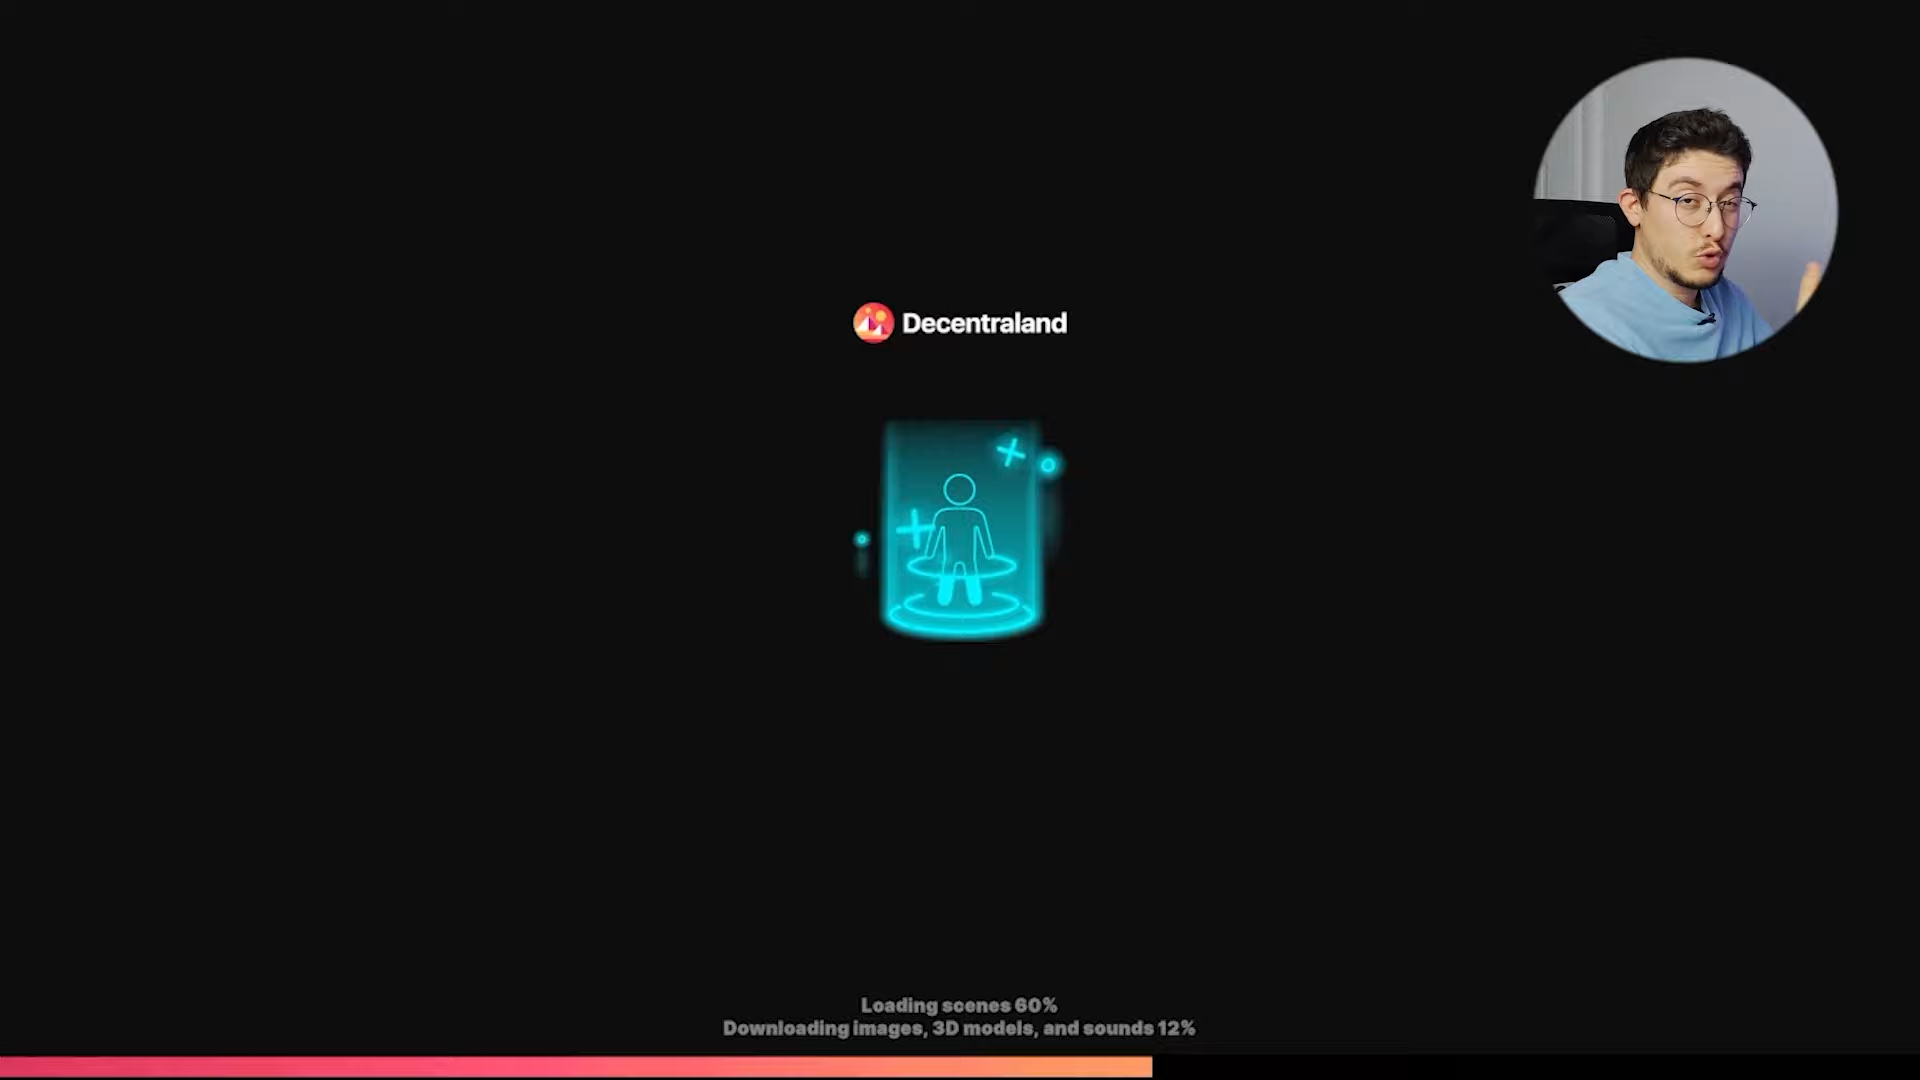 Decentraland
Loading scenes 60%
Downloading images, 3D models, and sounds 12%